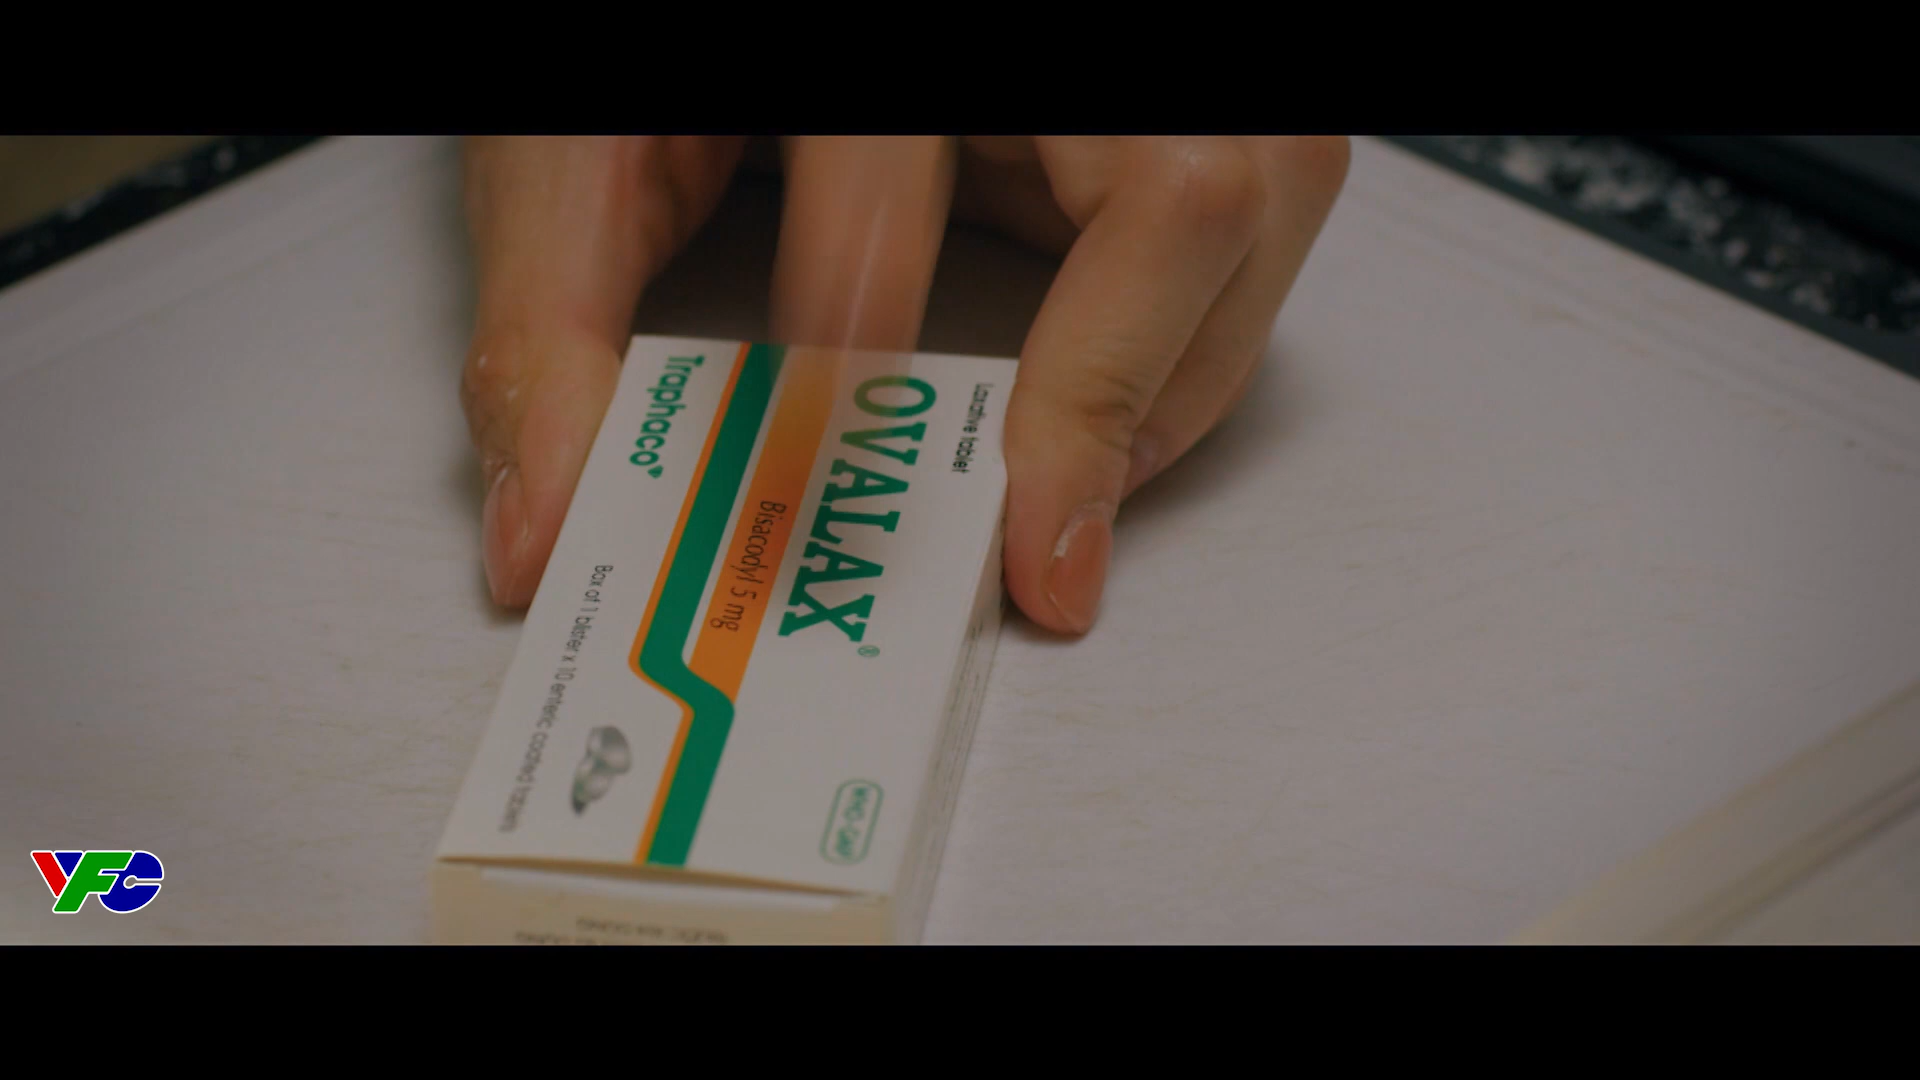 Laxative tablet
OVALAX®
Bisacodyl 5 mg
Traphaco
Box of 1 blister x 10 enteric coated tablets
WHO-GMP
VFC